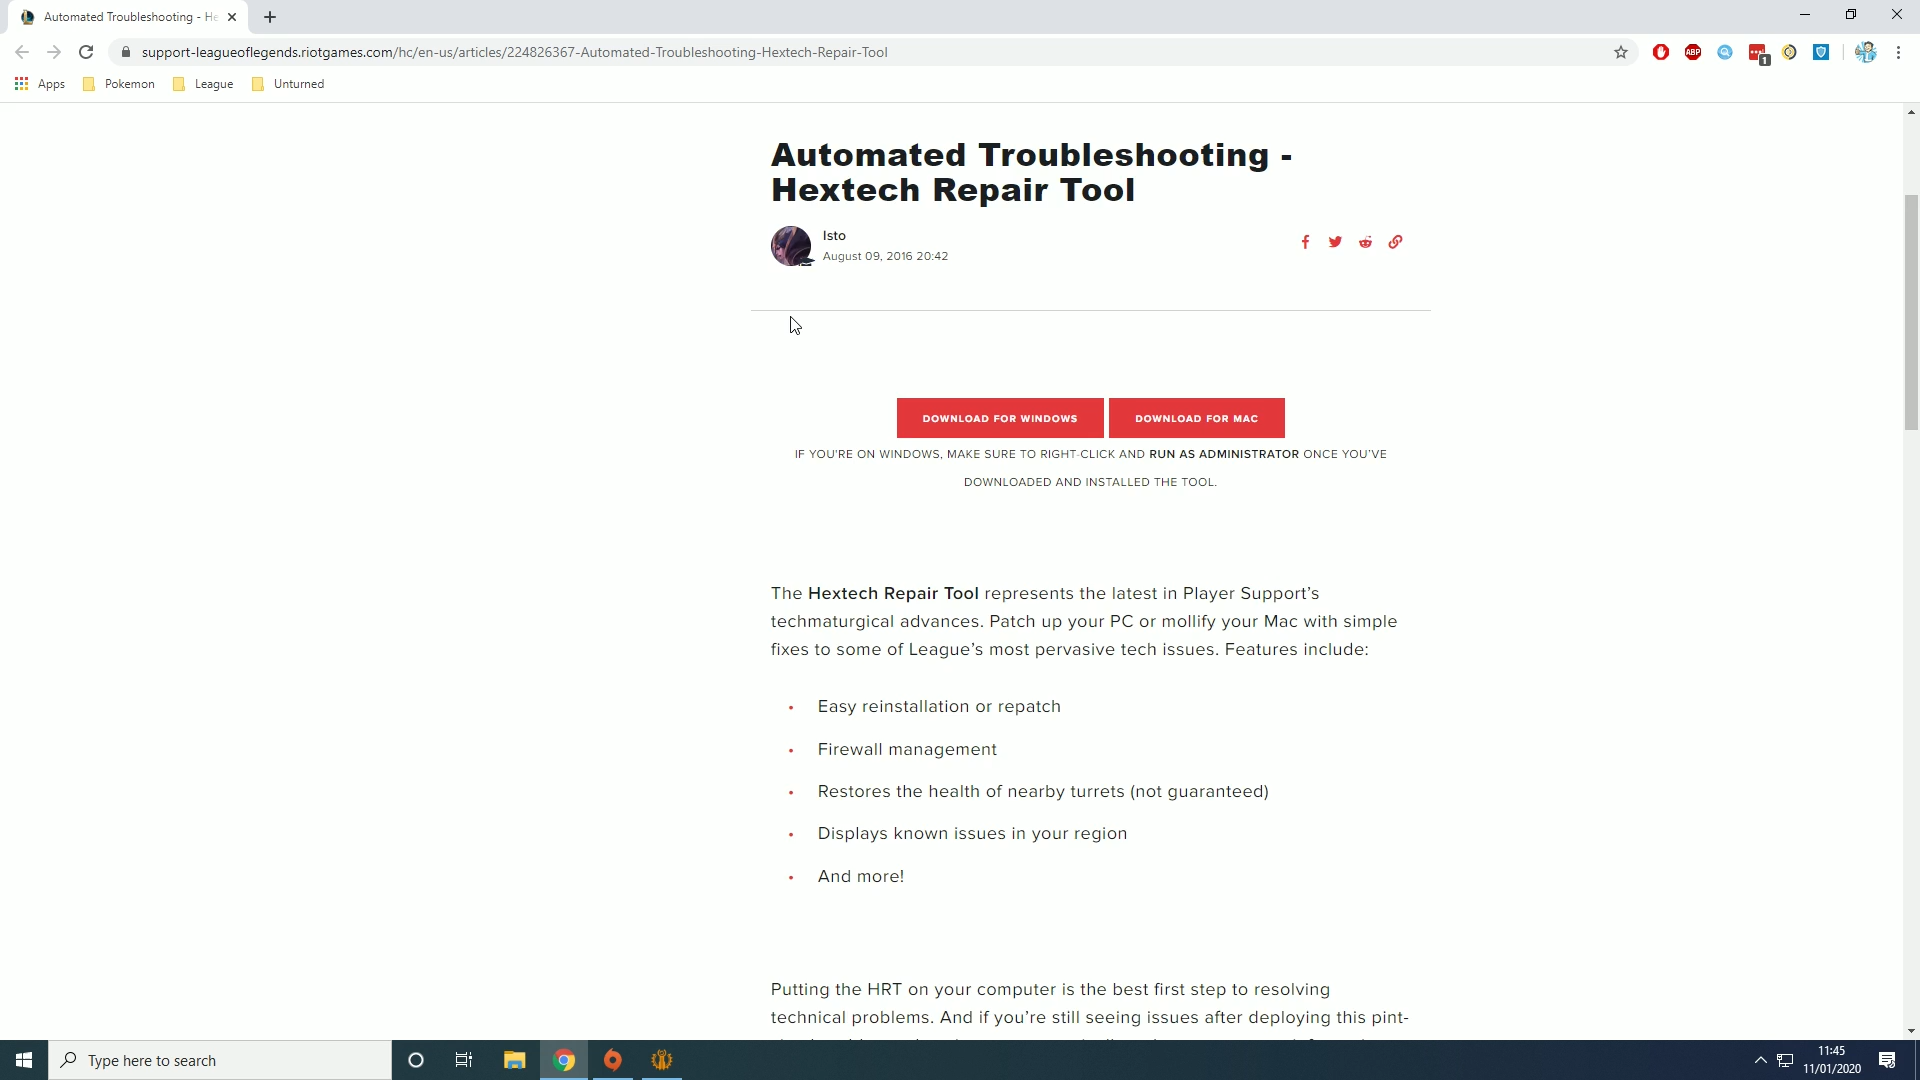 Automated Troubleshooting - He
support-leagueoflegends.riotgames.com/hc/en-us/articles/224826367-Automated-Troubleshooting-Hextech-Repair-Tool
ABP
1
Apps
Pokemon
League
Unturned
Automated Troubleshooting -
Hextech Repair Tool
Isto
August 09, 2016 20:42
DOWNLOAD FOR WINDOWS
DOWNLOAD FOR MAC
IF YOU'RE ON WINDOWS, MAKE SURE TO RIGHT-CLICK AND RUN AS ADMINISTRATOR ONCE YOU'VE
DOWNLOADED AND INSTALLED THE TOOL.
The Hextech Repair Tool represents the latest in Player Support's
techmaturgical advances. Patch up your PC or mollify your Mac with simple
fixes to some of League's most pervasive tech issues. Features include:
• Easy reinstallation or repatch
• Firewall management
• Restores the health of nearby turrets (not guaranteed)
• Displays known issues in your region
• And more!
Putting the HRT on your computer is the best first step to resolving
technical problems. And if you're still seeing issues after deploying this pint-
Type here to search
11:45
11/01/2020